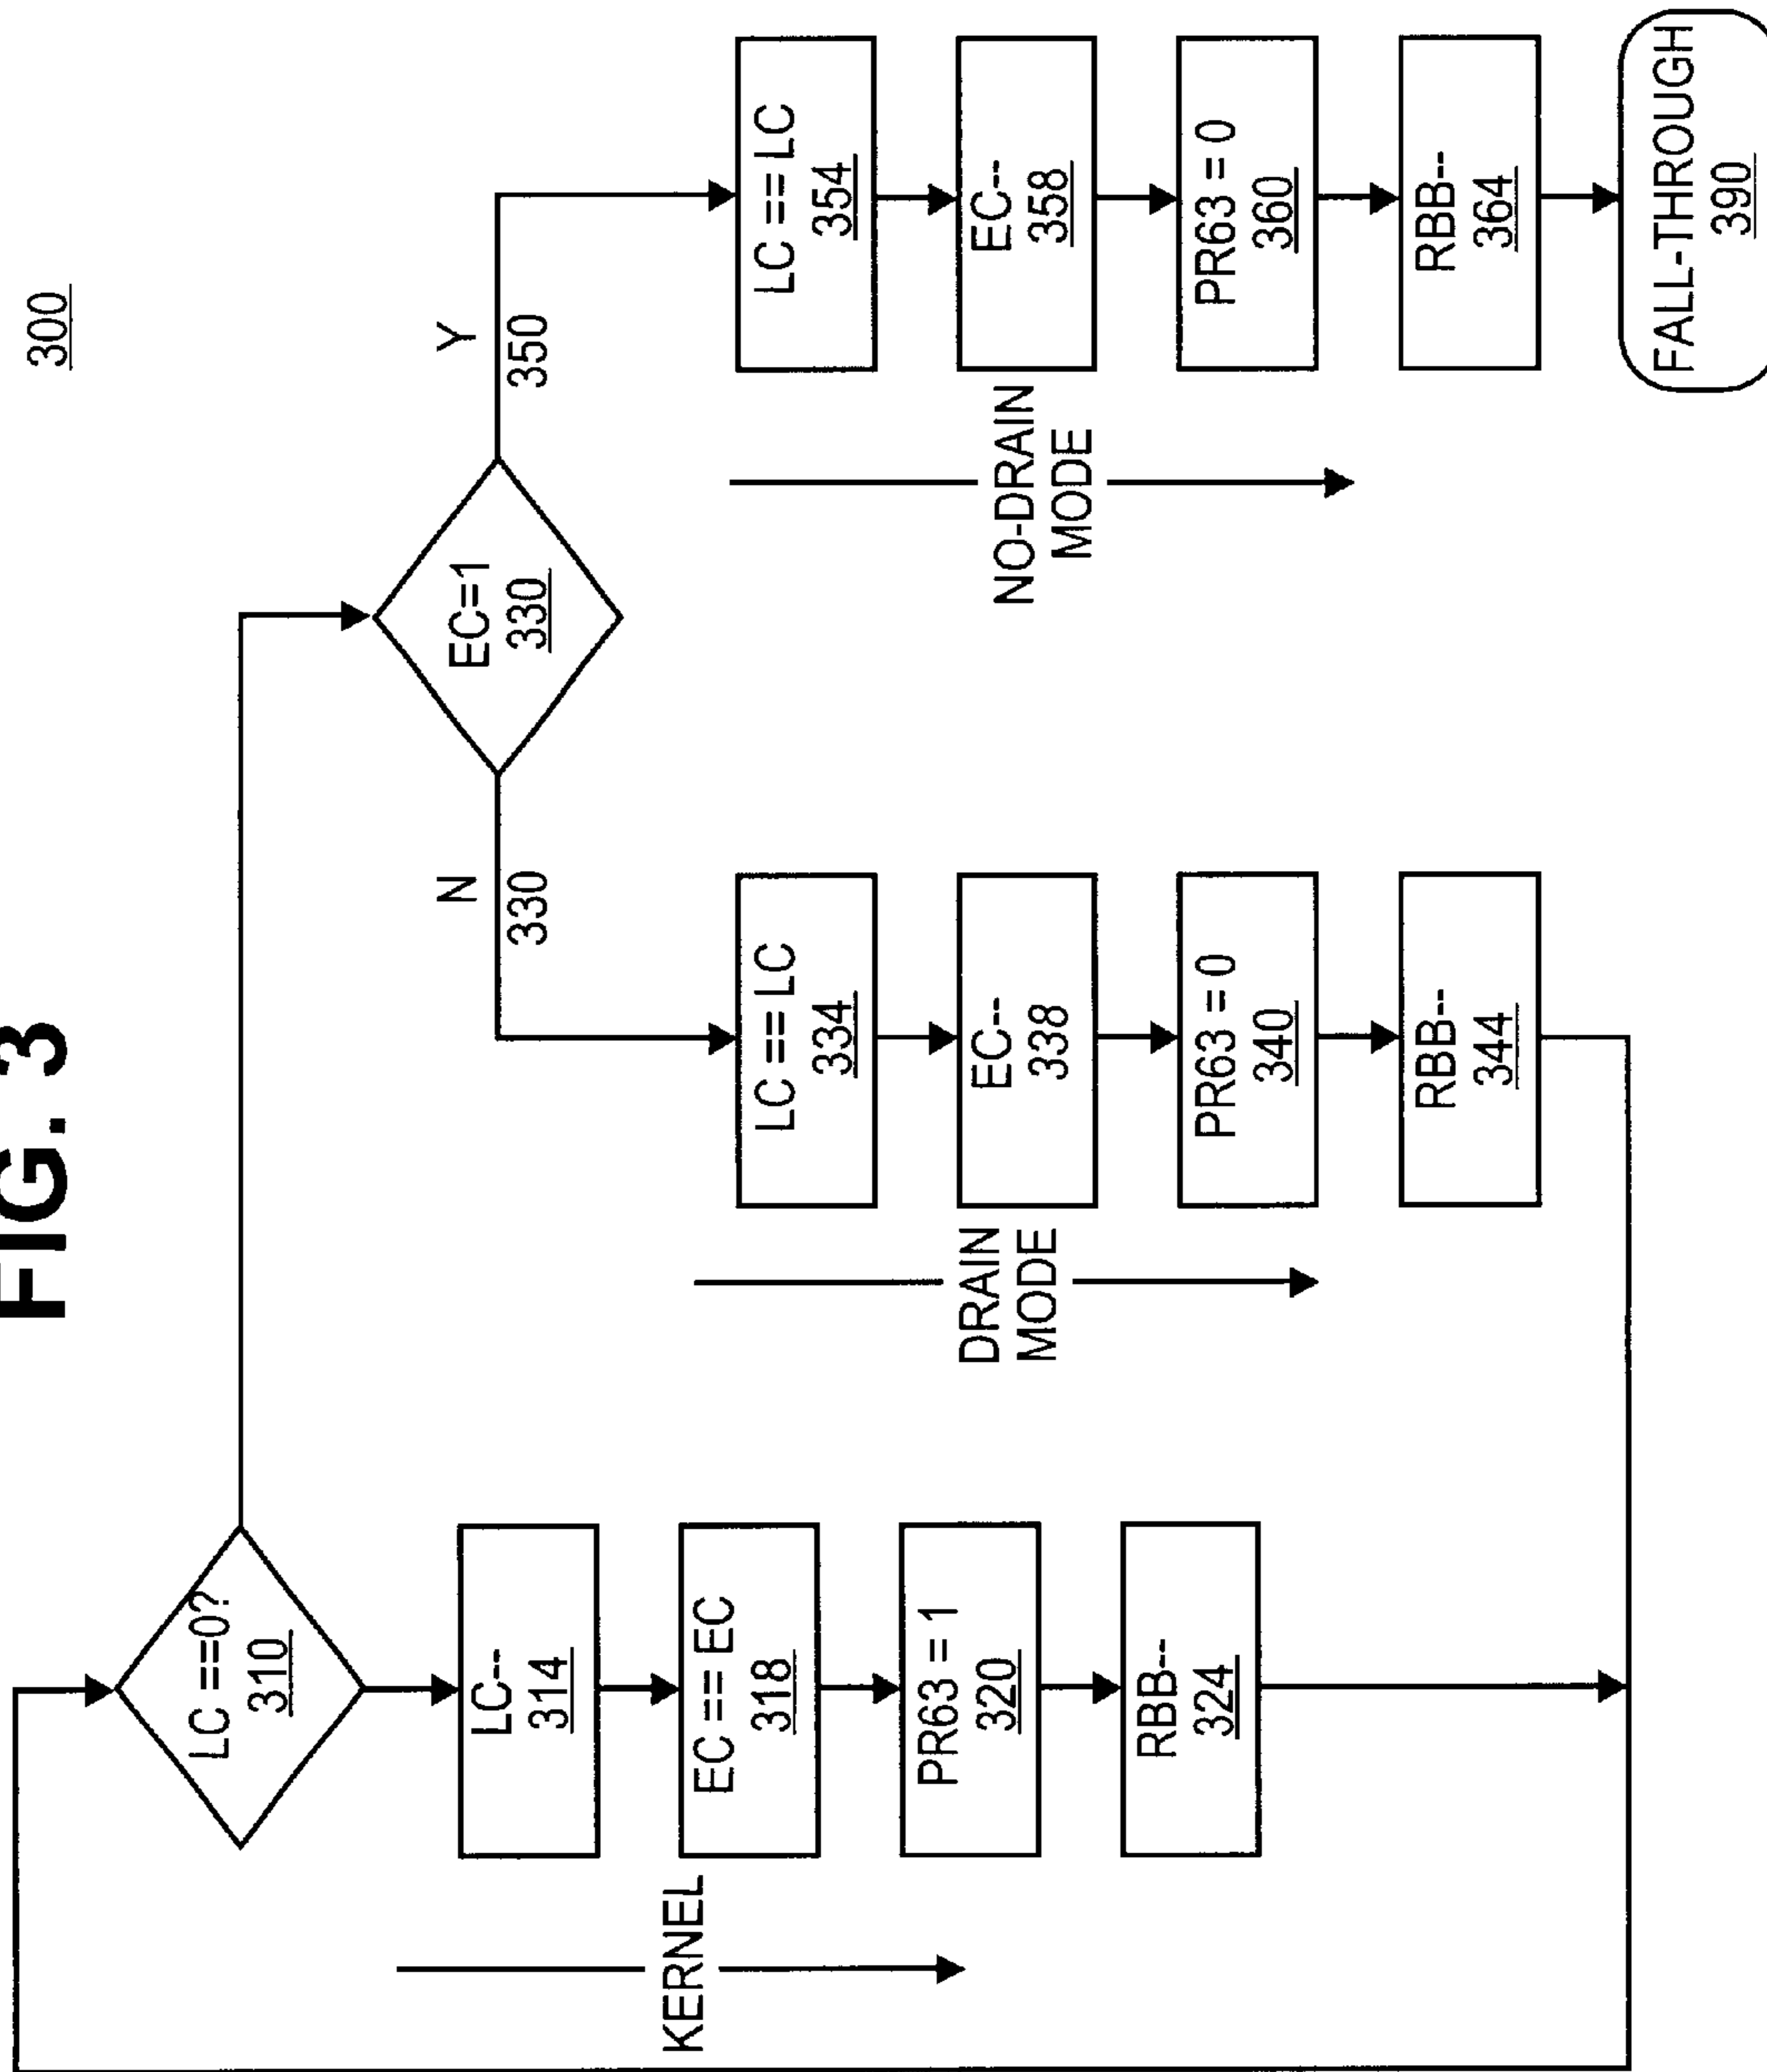 FIG. 3
300
LC ==0?
310
LC--
314
EC == EC
318
PR63 = 1
320
RBB--
324
KERNEL
EC=1
330
N
330
Y
350
LC == LC
334
EC--
338
PR63 = 0
340
RBB--
344
DRAIN
MODE
LC == LC
354
EC--
358
PR63 = 0
360
RBB--
364
NO-DRAIN
MODE
FALL-THROUGH
390